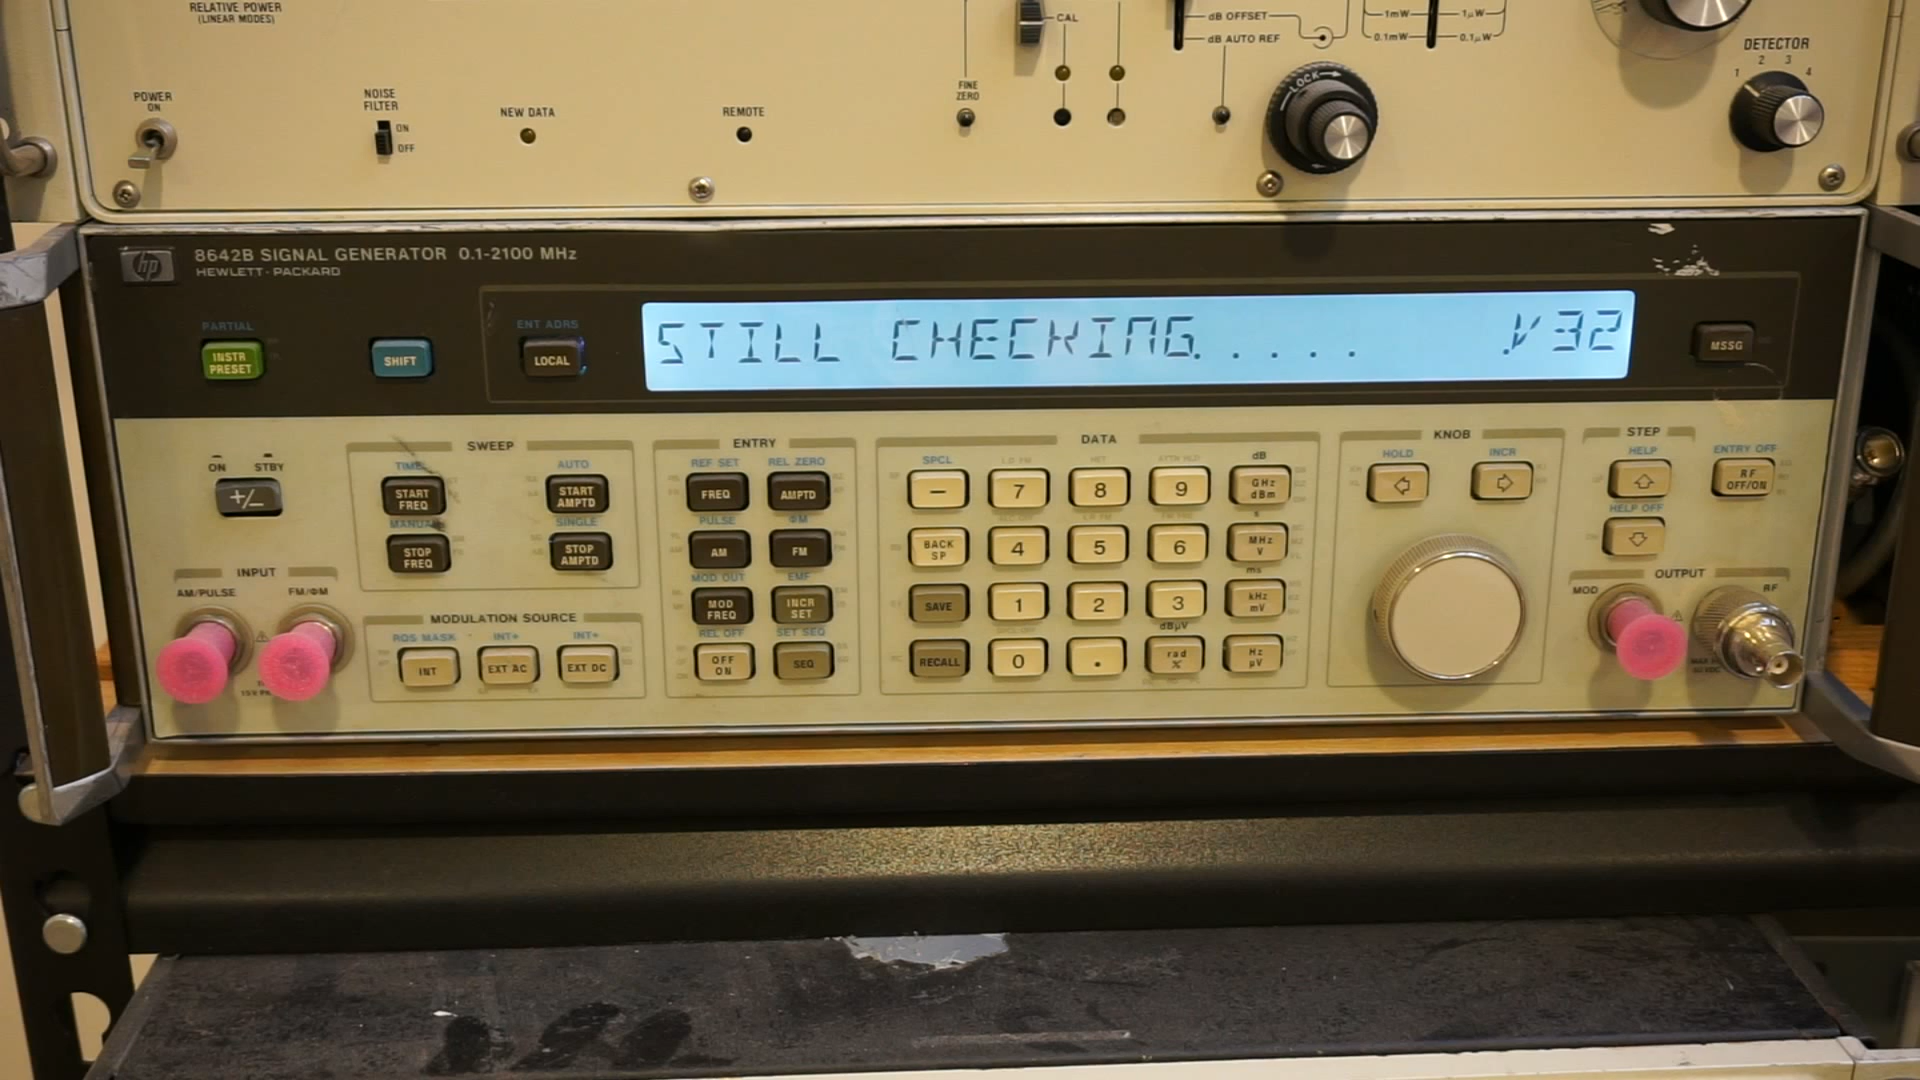 RELATIVE POWER
(LINEAR MODES)
CAL
dB OFFSET
dB AUTO REF
1mW
1μW
0.1mW
0.1μW
DETECTOR
1 2 3 4
LOCK
POWER
ON
NOISE
FILTER
ON
OFF
NEW DATA
REMOTE
FINE
ZERO
hp
8642B SIGNAL GENERATOR 0.1-2100 MHz
HEWLETT-PACKARD
PARTIAL
INSTR
PRESET
SHIFT
ENT ADRS
LOCAL
STILL CHECKING..... .V32
MSSG
ON STBY
+/_
SWEEP
TIME
START
FREQ
AUTO
START
AMPTD
MANUAL
STOP
FREQ
SINGLE
STOP
AMPTD
ENTRY
REF SET
FREQ
REL ZERO
AMPTD
PULSE
AM
ΦM
FM
MOD OUT
MOD
FREQ
EMF
INCR
SET
REL OFF
OFF
ON
SET SEQ
SEQ
DATA
SPCL
−
7
8
9
dB
GHz
dBm
BACK
SP
4
5
6
MHz
V
ms
SAVE
1
2
3
kHz
mV
dBμV
RECALL
0
.
rad
%
Hz
μV
KNOB
HOLD
INCR
STEP
HELP
HELP OFF
ENTRY OFF
RF
OFF/ON
INPUT
AM/PULSE
FM/ΦM
MODULATION SOURCE
INT+
INT+
INT
EXT AC
EXT DC
OUTPUT
MOD
RF